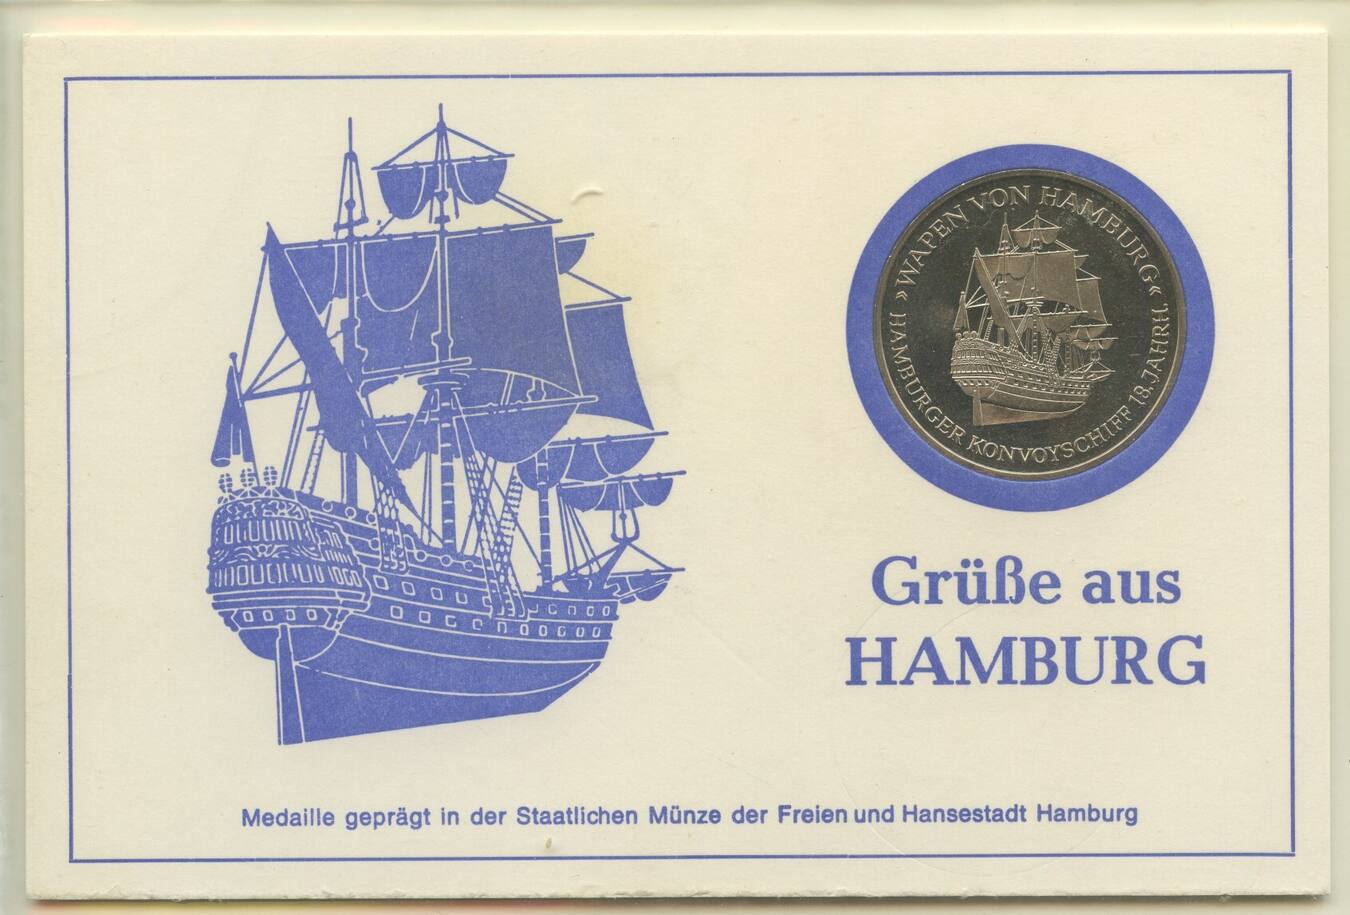 »WAPEN VON HAMBURG«
HAMBURGER KONVOYSCHIFF 18.JAHRH.
Grüße aus
HAMBURG
Medaille geprägt in der Staatlichen Münze der Freien und Hansestadt Hamburg